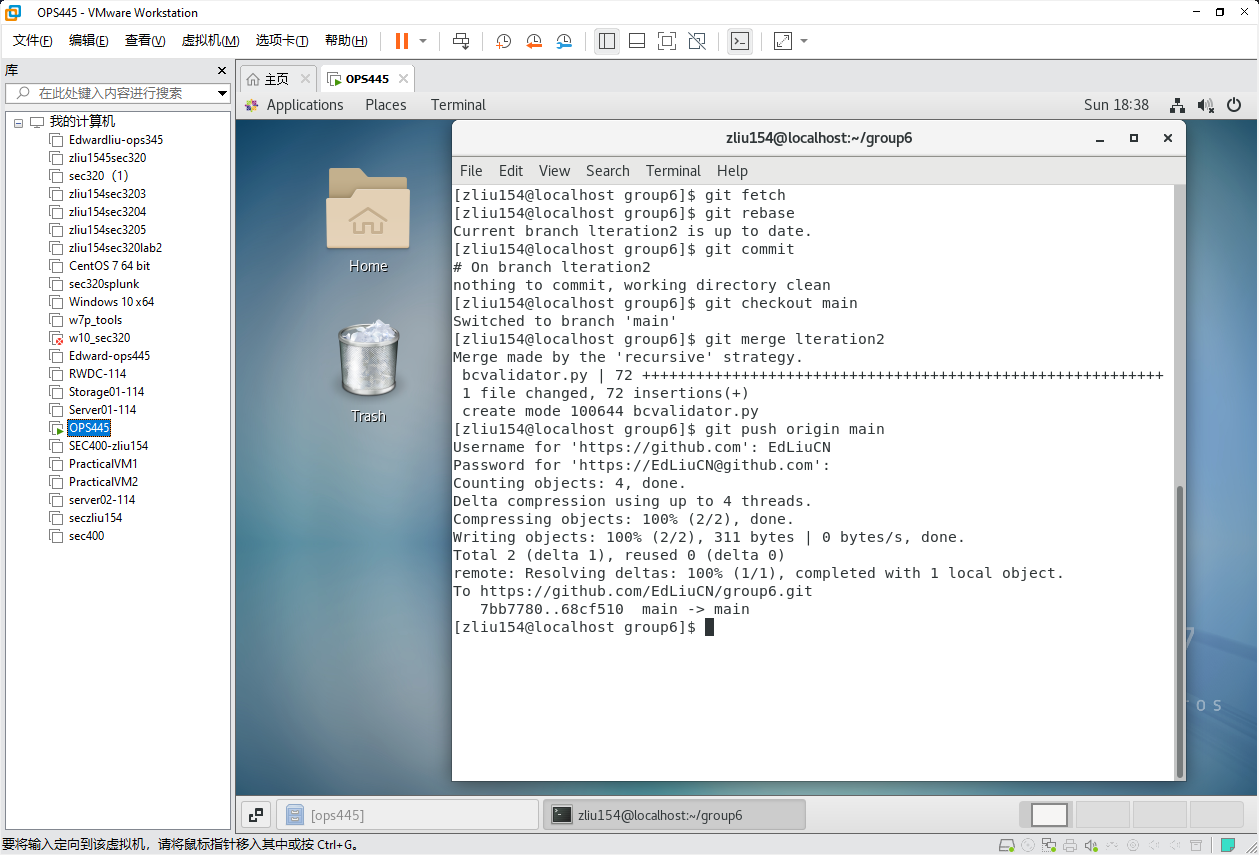 OPS445 - VMware Workstation
文件(F) 编辑(E) 查看(V) 虚拟机(M) 选项卡(T) 帮助(H)
库
在此处键入内容进行搜索
我的计算机
Edwardliu-ops345
zliu1545sec320
sec320（1）
zliu154sec3203
zliu154sec3204
zliu154sec3205
zliu154sec320lab2
CentOS 7 64 bit
sec320splunk
Windows 10 x64
w7p_tools
w10_sec320
Edward-ops445
RWDC-114
Storage01-114
Server01-114
OPS445
SEC400-zliu154
PracticalVM1
PracticalVM2
server02-114
seczliu154
sec400
主页 OPS445
Applications Places Terminal Sun 18:38
Home
Trash
zliu154@localhost:~/group6
File Edit View Search Terminal Help
[zliu154@localhost group6]$ git fetch
[zliu154@localhost group6]$ git rebase
Current branch lteration2 is up to date.
[zliu154@localhost group6]$ git commit
# On branch lteration2
nothing to commit, working directory clean
[zliu154@localhost group6]$ git checkout main
Switched to branch 'main'
[zliu154@localhost group6]$ git merge lteration2
Merge made by the 'recursive' strategy.
bcvalidator.py | 72 ++++++++++++++++++++++++++++++++++++++++++++++++++++++++++
1 file changed, 72 insertions(+)
create mode 100644 bcvalidator.py
[zliu154@localhost group6]$ git push origin main
Username for 'https://github.com': EdLiuCN
Password for 'https://EdLiuCN@github.com':
Counting objects: 4, done.
Delta compression using up to 4 threads.
Compressing objects: 100% (2/2), done.
Writing objects: 100% (2/2), 311 bytes | 0 bytes/s, done.
Total 2 (delta 1), reused 0 (delta 0)
remote: Resolving deltas: 100% (1/1), completed with 1 local object.
To https://github.com/EdLiuCN/group6.git
7bb7780..68cf510 main -> main
[zliu154@localhost group6]$
7
TOS
[ops445] zliu154@localhost:~/group6
要将输入定向到该虚拟机，请将鼠标指针移入其中或按 Ctrl+G。